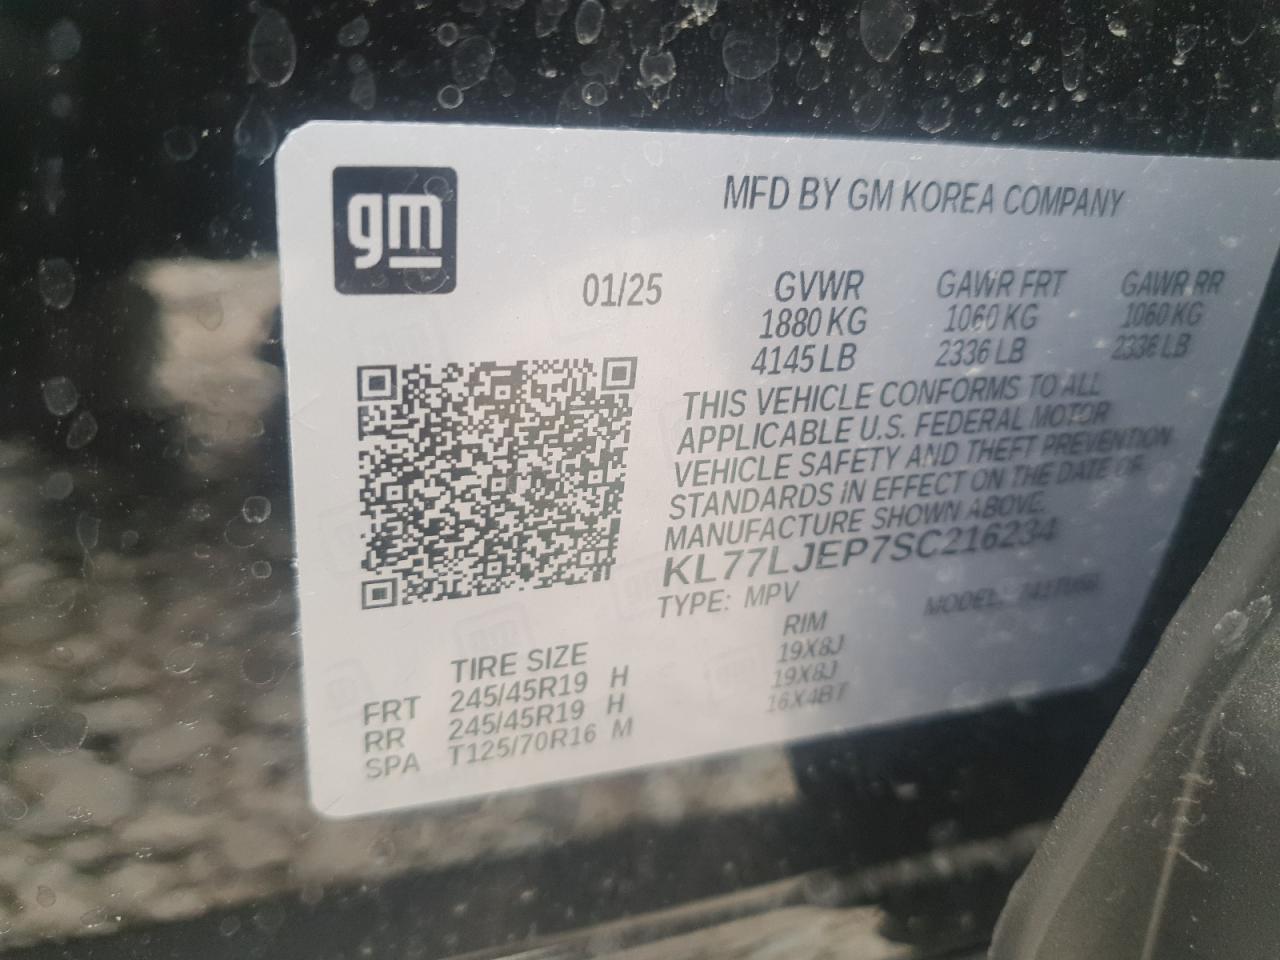 gm
MFD BY GM KOREA COMPANY
01/25 GVWR GAWR FRT GAWR RR
1880 KG 1060 KG 1060 KG
4145 LB 2336 LB 2336 LB
THIS VEHICLE CONFORMS TO ALL
APPLICABLE U.S. FEDERAL MOTOR
VEHICLE SAFETY AND THEFT PREVENTION
STANDARDS IN EFFECT ON THE DATE OF
MANUFACTURE SHOWN ABOVE.
KL77LJEP7SC216234
TYPE: MPV MODEL:
TIRE SIZE RIM
FRT 245/45R19 H 19X8J
RR 245/45R19 H 19X8J
SPA T125/70R16 M 16X4BT